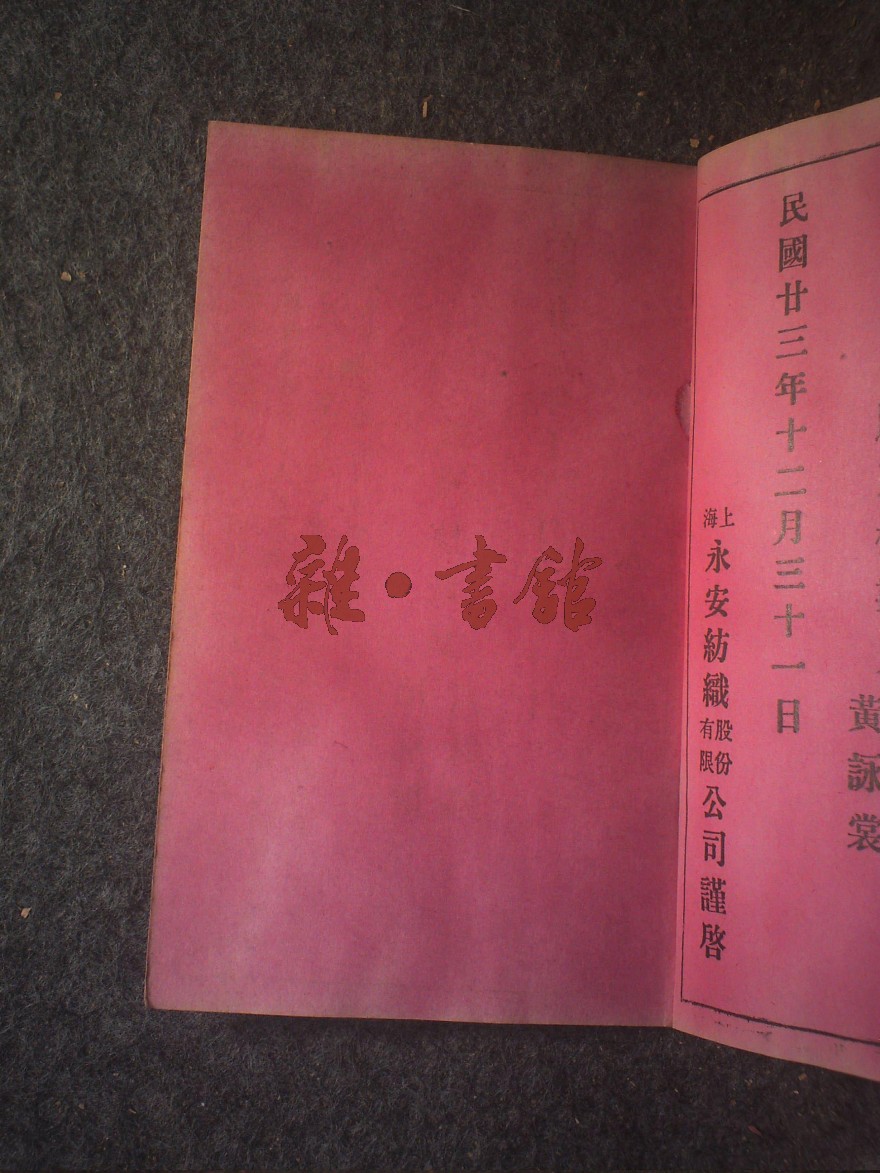 黃詠裳
民國廿三年十二月三十一日
上海永安紡織股份有限公司謹啓
雜·書館